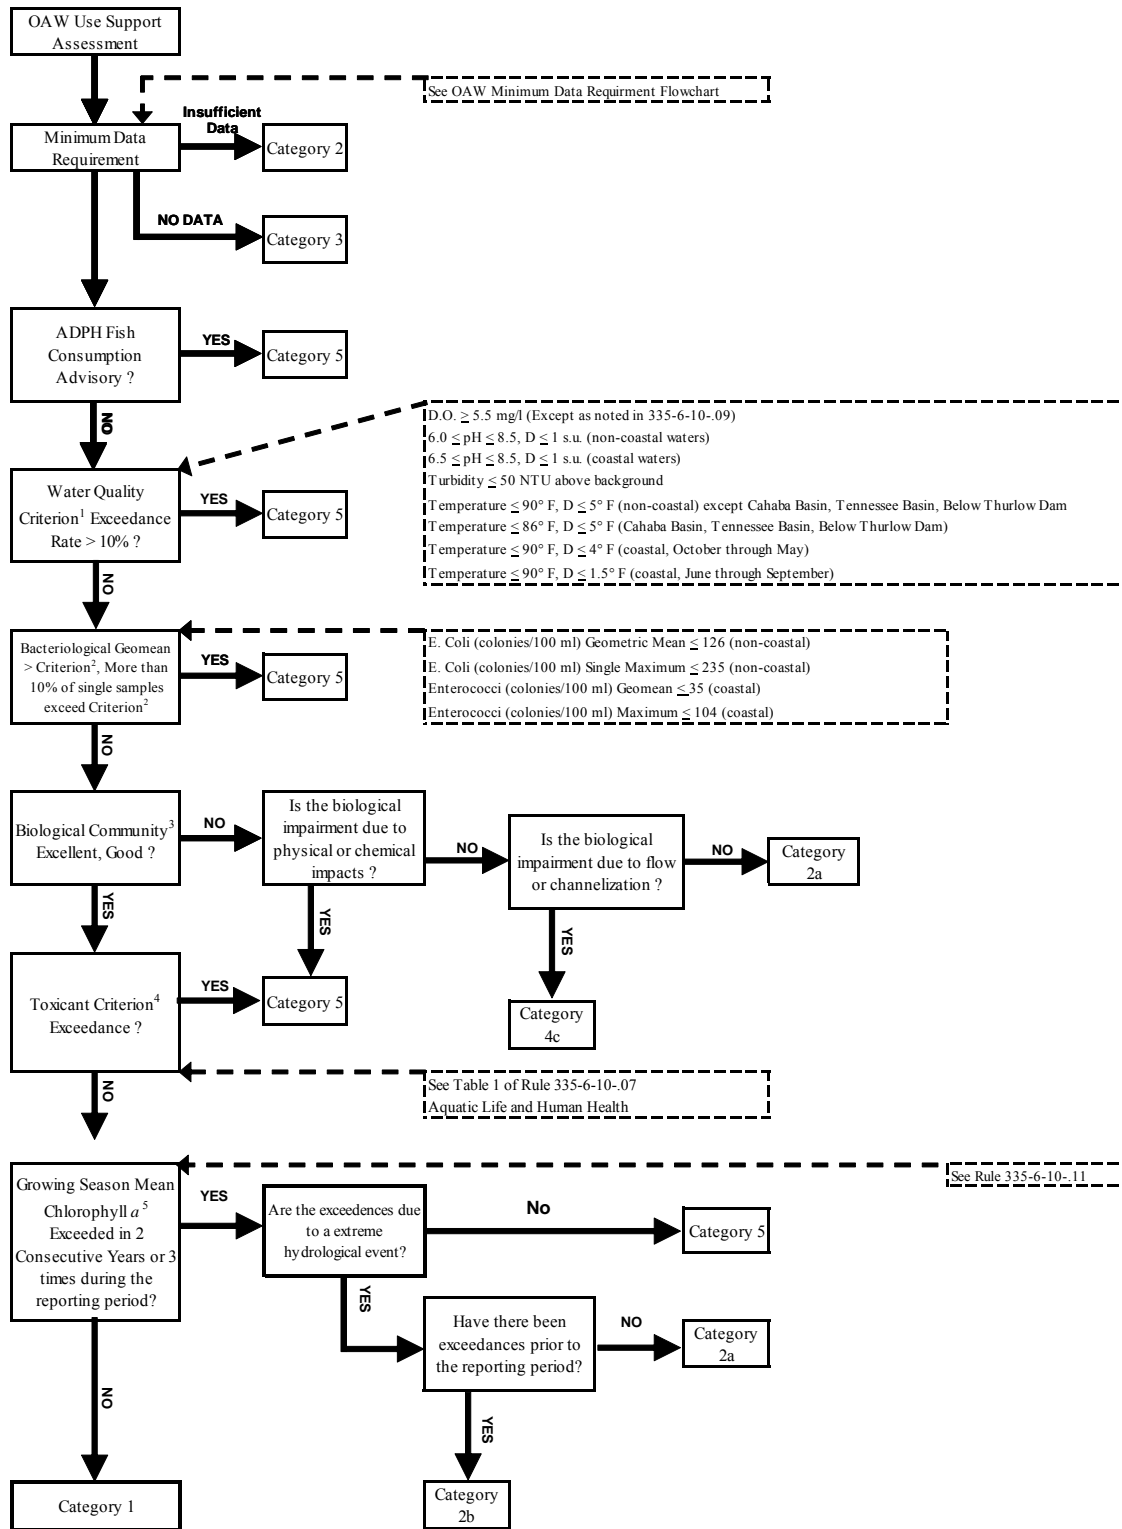 OAW Use Support
Assessment
See OAW Minimum Data Requirment Flowchart
Insufficient
Data
Minimum Data
Requirement
Category 2
NO DATA
Category 3
ADPH Fish
Consumption
Advisory ?
YES
Category 5
NO
D.O. ≥ 5.5 mg/l (Except as noted in 335-6-10-.09)
6.0 ≤ pH ≤ 8.5, D ≤ 1 s.u. (non-coastal waters)
6.5 ≤ pH ≤ 8.5, D ≤ 1 s.u. (coastal waters)
Turbidity ≤ 50 NTU above background
Temperature ≤ 90° F, D ≤ 5° F (non-coastal) except Cahaba Basin, Tennessee Basin, Below Thurlow Dam
Temperature ≤ 86° F, D ≤ 5° F (Cahaba Basin, Tennessee Basin, Below Thurlow Dam)
Temperature ≤ 90° F, D ≤ 4° F (coastal, October through May)
Temperature ≤ 90° F, D ≤ 1.5° F (coastal, June through September)
Water Quality
Criterion¹ Exceedance
Rate > 10% ?
YES
Category 5
NO
Bacteriological Geomean
> Criterion², More than
10% of single samples
exceed Criterion²
YES
Category 5
E. Coli (colonies/100 ml) Geometric Mean ≤ 126 (non-coastal)
E. Coli (colonies/100 ml) Single Maximum ≤ 235 (non-coastal)
Enterococci (colonies/100 ml) Geomean ≤ 35 (coastal)
Enterococci (colonies/100 ml) Maximum ≤ 104 (coastal)
NO
Biological Community³
Excellent, Good ?
NO
Is the biological
impairment due to
physical or chemical
impacts ?
NO
Is the biological
impairment due to flow
or channelization ?
NO
Category
2a
YES
YES
YES
Toxicant Criterion⁴
Exceedance ?
YES
Category 5
Category
4c
NO
See Table 1 of Rule 335-6-10-.07
Aquatic Life and Human Health
See Rule 335-6-10-.11
Growing Season Mean
Chlorophyll a⁵
Exceeded in 2
Consecutive Years or 3
times during the
reporting period?
YES
Are the exceedences due
to a extreme
hydrological event?
No
Category 5
YES
Have there been
exceedances prior to
the reporting period?
NO
Category
2a
NO
YES
Category 1
Category
2b